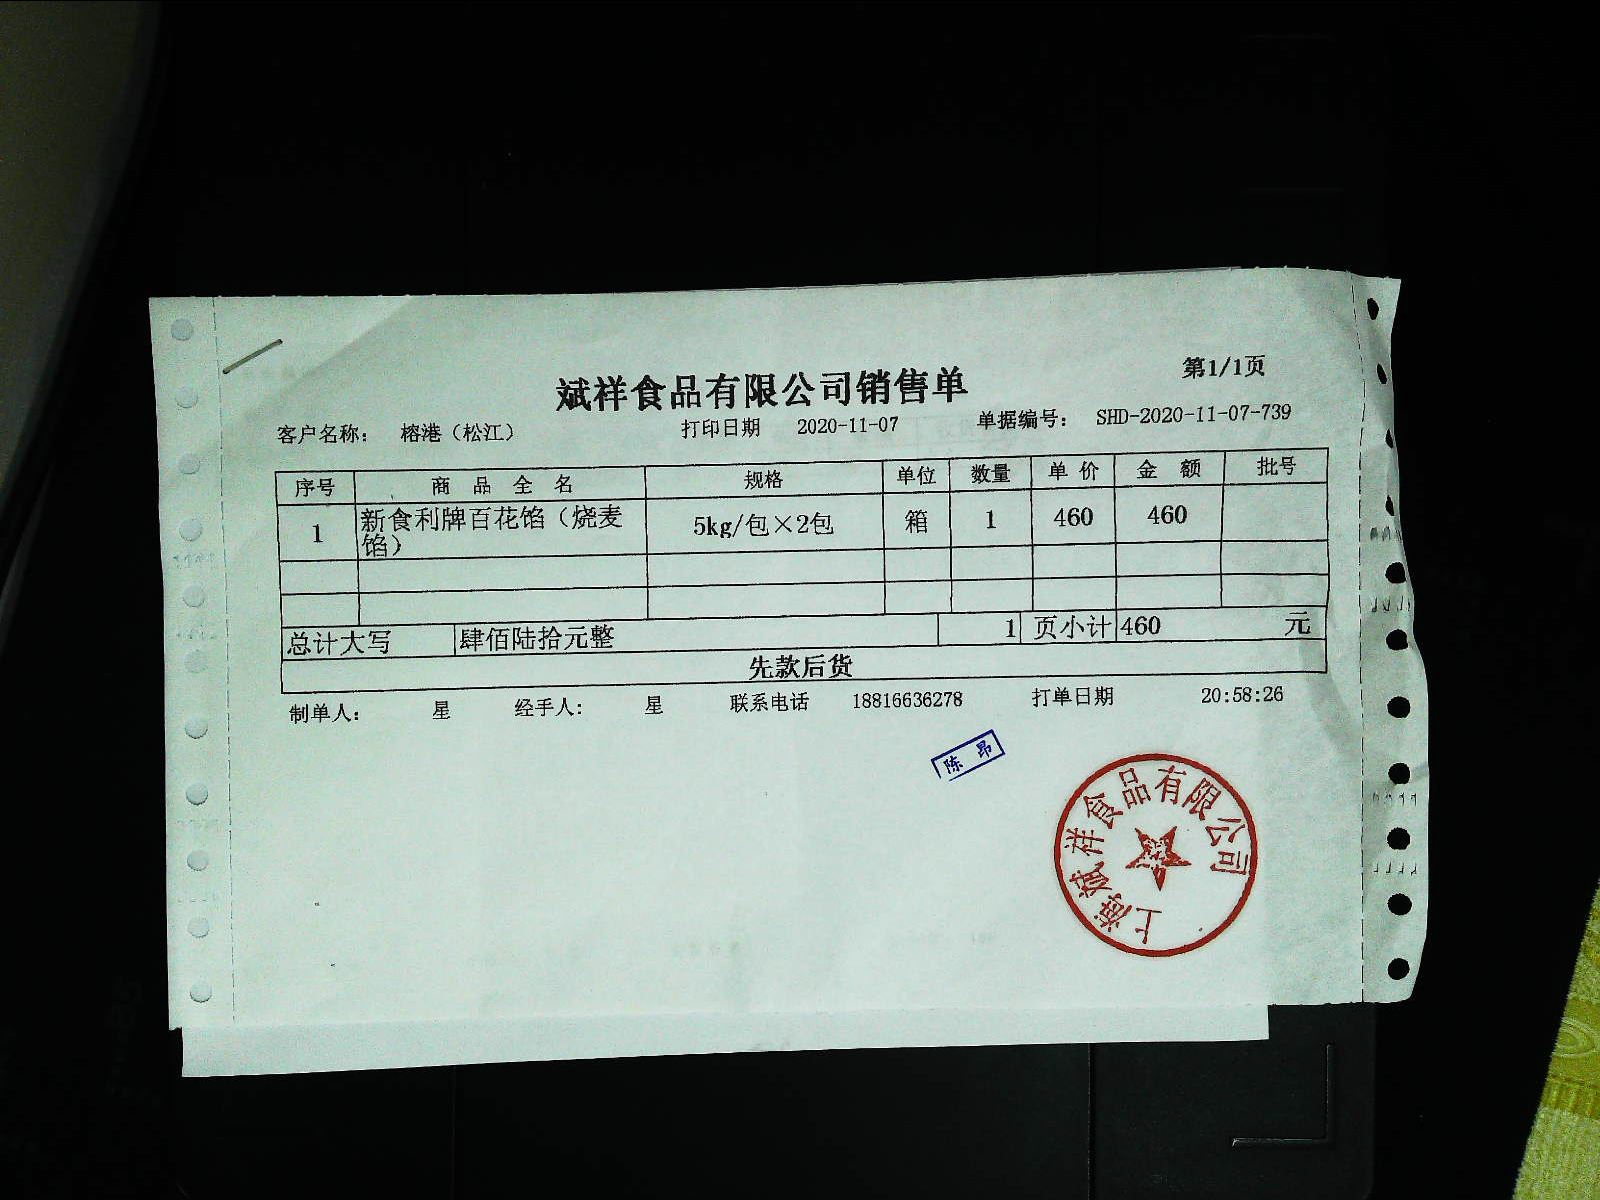 第1/1页
斌祥食品有限公司销售单
客户名称： 榕港（松江） 打印日期 2020-11-07 单据编号： SHD-2020-11-07-739
序号 商 品 全 名 规格 单位 数量 单 价 金 额 批号
1 新食利牌百花馅（烧麦 5kg/包×2包 箱 1 460 460
馅）
总计大写 肆佰陆拾元整 1 页小计 460 元
先款后货
制单人： 星 经手人: 星 联系电话 18816636278 打单日期 20:58:26
陈 昂
上海斌祥食品有限公司